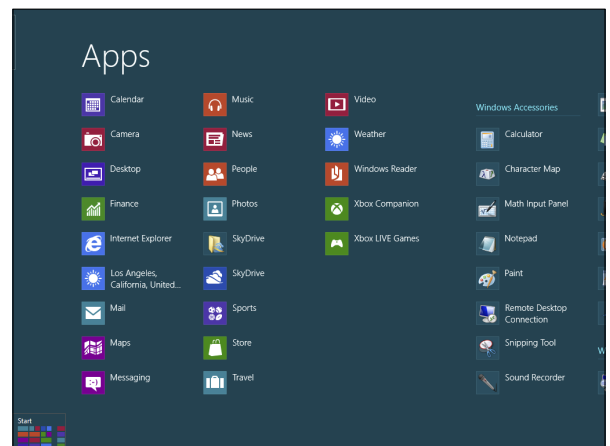 Apps
Calendar
Camera
Desktop
Finance
Internet Explorer
Los Angeles,
California, United...
Mail
Maps
Messaging
Music
News
People
Photos
SkyDrive
SkyDrive
Sports
Store
Travel
Video
Weather
Windows Reader
Xbox Companion
Xbox LIVE Games
Windows Accessories
Calculator
Character Map
Math Input Panel
Notepad
Paint
Remote Desktop
Connection
Snipping Tool
Sound Recorder
W
Start